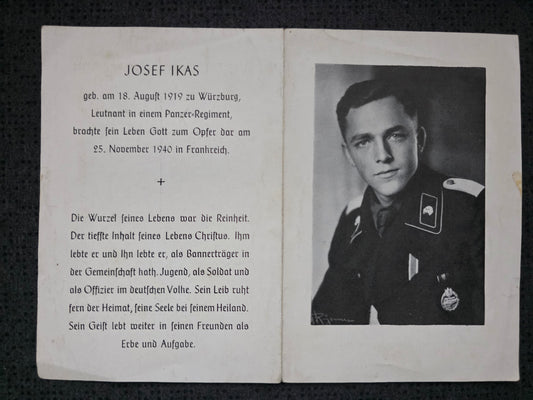 JOSEF IKAS
geb. am 18. Auguſt 1919 zu Würzburg,
Leutnant in einem Panzer-Regiment,
brachte ſein Leben Gott zum Opfer dar am
25. November 1940 in Frankreich.
+
Die Wurzel ſeines Lebens war die Reinheit.
Der tiefſte Inhalt ſeines Lebens Chriſtus. Ihm
lebte er und Ihn lebte er, als Bannerträger in
der Gemeinſchaft kath. Jugend, als Soldat und
als Offizier im deutſchen Volke. Sein Leib ruht
fern der Heimat, ſeine Seele bei ſeinem Heiland.
Sein Geiſt lebt weiter in ſeinen Freunden als
Erbe und Aufgabe.